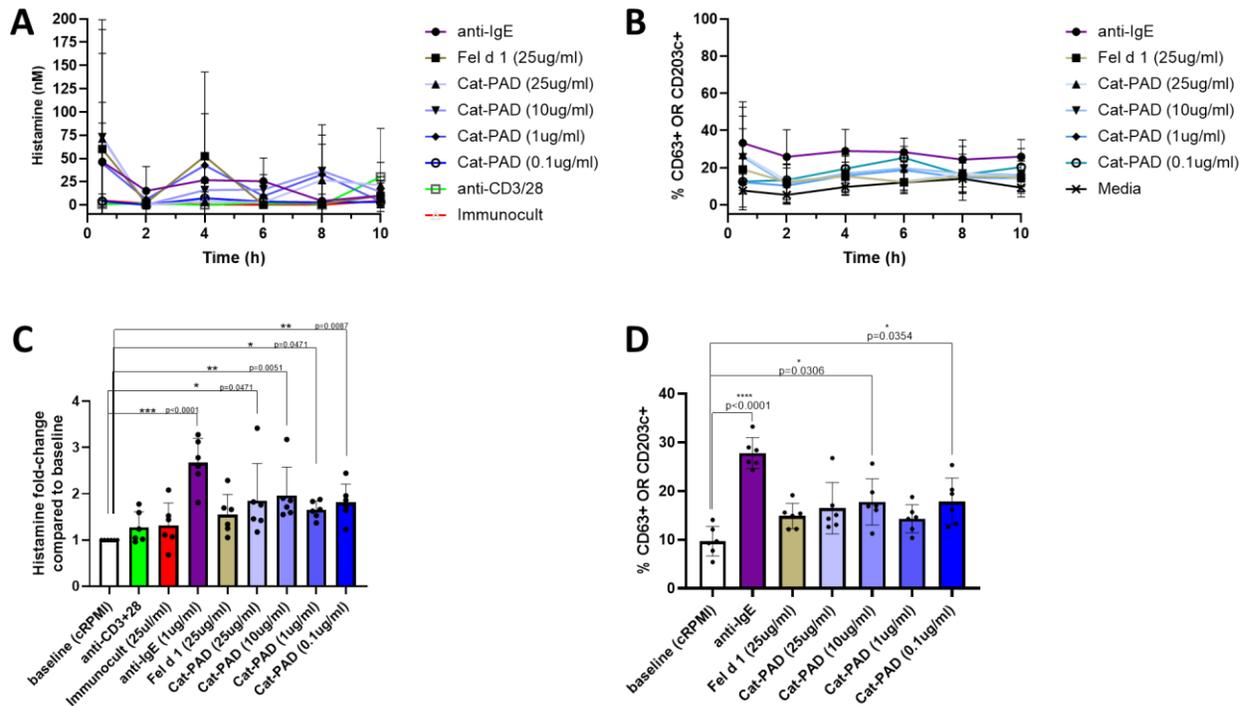 A
Histamine (nM)
200
175
150
125
100
75
50
25
0
0
2
4
6
8
10
Time (h)
anti-IgE
Fel d 1 (25ug/ml)
Cat-PAD (25ug/ml)
Cat-PAD (10ug/ml)
Cat-PAD (1ug/ml)
Cat-PAD (0.1ug/ml)
anti-CD3/28
Immunocult
B
% CD63+ OR CD203c+
100
80
60
40
20
0
0
2
4
6
8
10
Time (h)
anti-IgE
Fel d 1 (25ug/ml)
Cat-PAD (25ug/ml)
Cat-PAD (10ug/ml)
Cat-PAD (1ug/ml)
Cat-PAD (0.1ug/ml)
Media
C
** p=0.0087
* p=0.0471
** p=0.0051
* p=0.0471
*** p<0.0001
Histamine fold-change
compared to baseline
4
3
2
1
0
baseline (cRPMI)
anti-CD3+28
Immunocult (25ul/ml)
anti-IgE (1ug/ml)
Fel d 1 (25ug/ml)
Cat-PAD (25ug/ml)
Cat-PAD (10ug/ml)
Cat-PAD (1ug/ml)
Cat-PAD (0.1ug/ml)
D
*
p=0.0354
*
p=0.0306
****
p<0.0001
% CD63+ OR CD203c+
40
30
20
10
0
baseline (cRPMI)
anti-IgE
Fel d 1 (25ug/ml)
Cat-PAD (25ug/ml)
Cat-PAD (10ug/ml)
Cat-PAD (1ug/ml)
Cat-PAD (0.1ug/ml)